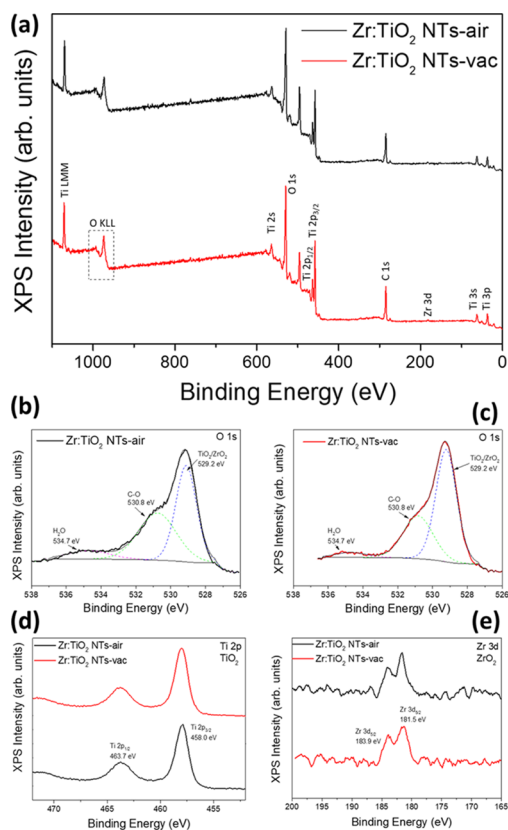 (a)
Zr:TiO2 NTs-air
Zr:TiO2 NTs-vac
XPS Intensity (arb. units)
XPS Intensity (arb. units)
Ti LMM
O KLL
Ti 2s
O 1s
Ti 2p1/2
Ti 2p3/2
C 1s
Zr 3d
Ti 3s
Ti 3p
1000 800 600 400 200 0
Binding Energy (eV)
(b)
Zr:TiO2 NTs-air
O 1s
TiO2/ZrO2
529.2 eV
C-O
530.8 eV
H2O
534.7 eV
XPS Intensity (arb. units)
538 536 534 532 530 528 526
Binding Energy (eV)
(c)
Zr:TiO2 NTs-vac
O 1s
TiO2/ZrO2
529.2 eV
C-O
530.8 eV
H2O
534.7 eV
XPS Intensity (arb. units)
538 536 534 532 530 528 526
Binding Energy (eV)
(d)
Zr:TiO2 NTs-air
Zr:TiO2 NTs-vac
Ti 2p
TiO2
Ti 2p1/2
463.7 eV
Ti 2p3/2
458.0 eV
XPS Intensity (arb. units)
470 465 460 455
Binding Energy (eV)
(e)
Zr:TiO2 NTs-air
Zr:TiO2 NTs-vac
Zr 3d
ZrO2
183.9 eV
181.5 eV
XPS Intensity (arb. units)
200 195 190 185 180 175 170 165
Binding Energy (eV)